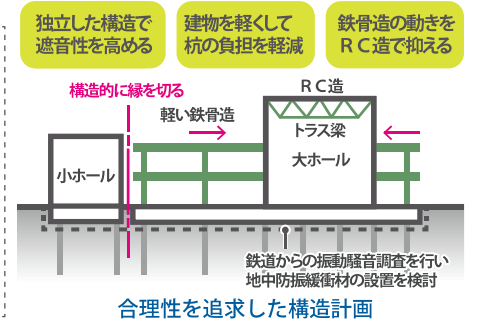 独立した構造で
遮音性を高める
建物を軽くして
杭の負担を軽減
鉄骨造の動きを
ＲＣ造で抑える
構造的に縁を切る
軽い鉄骨造
ＲＣ造
トラス梁
大ホール
小ホール
鉄道からの振動騒音調査を行い
地中防振緩衝材の設置を検討
合理性を追求した構造計画